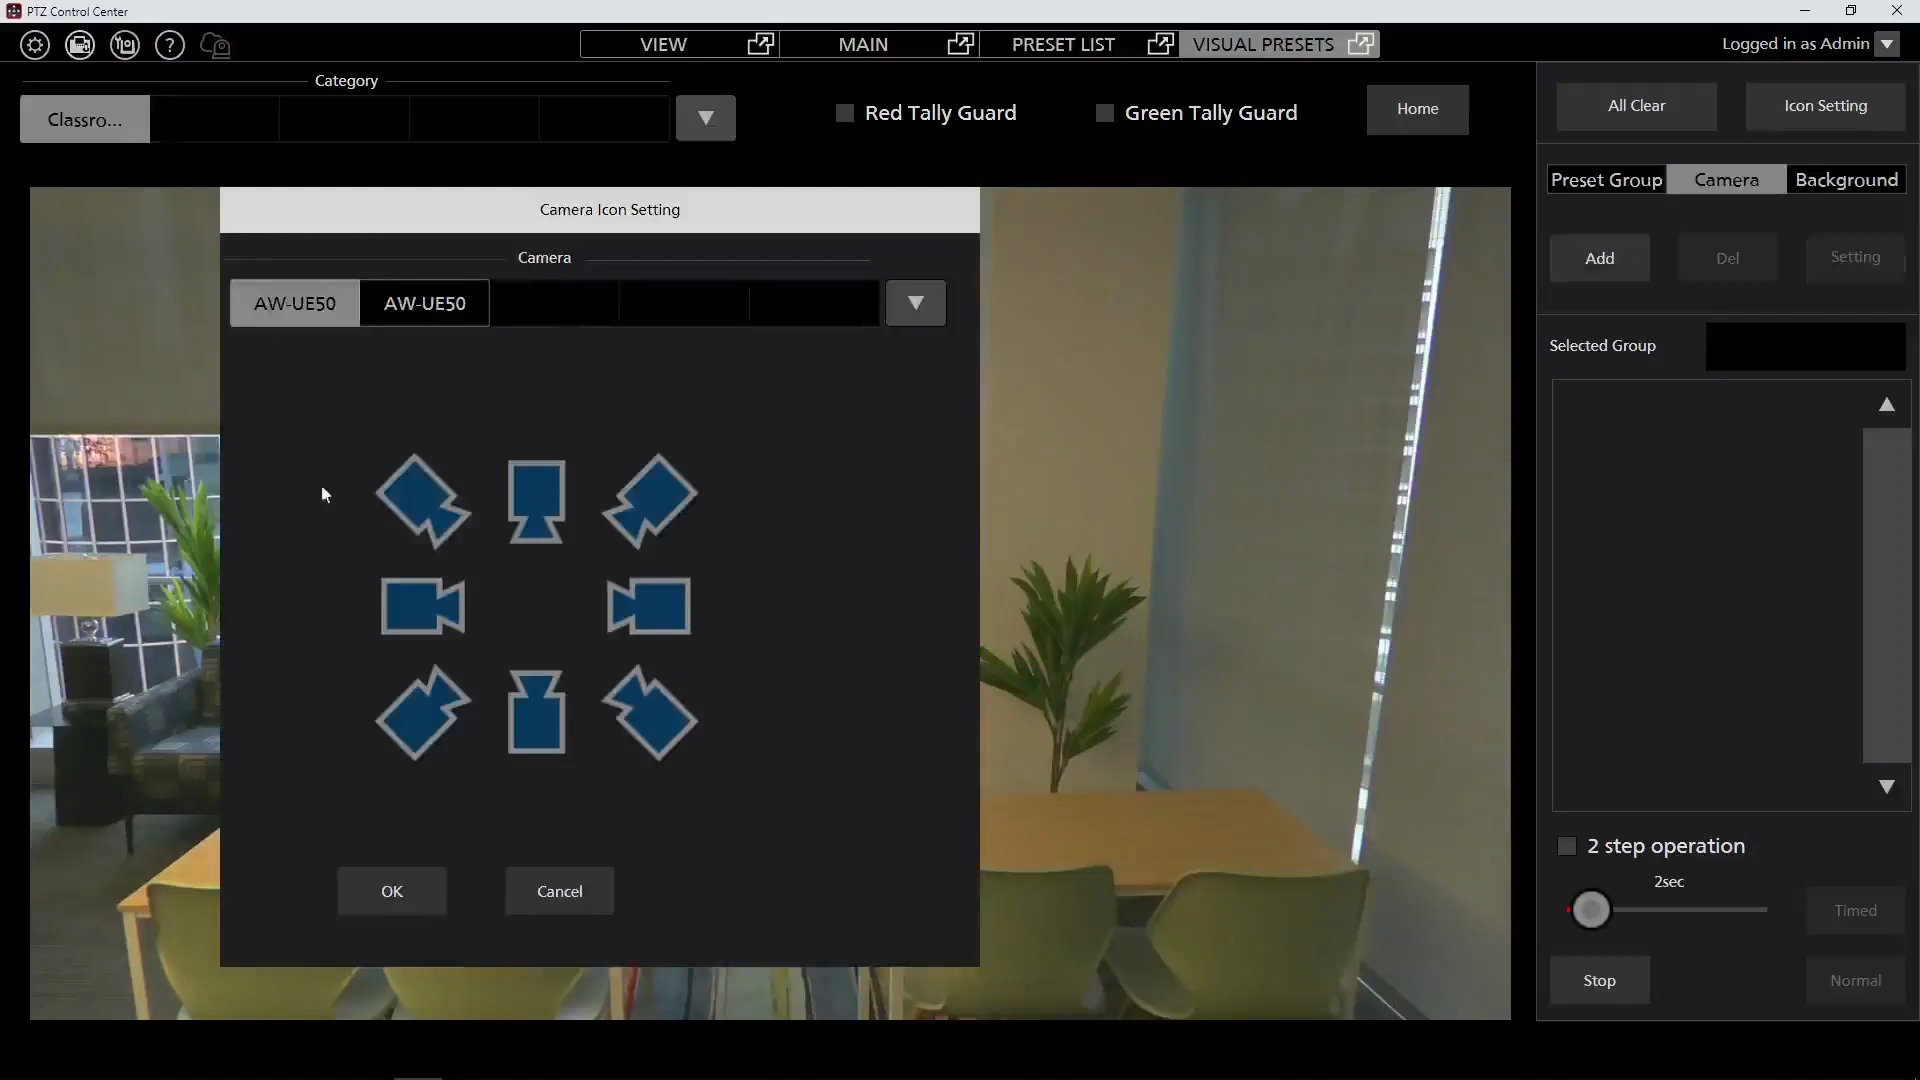 PTZ Control Center
?
VIEW
MAIN
PRESET LIST
VISUAL PRESETS
Logged in as Admin
Category
Classro...
Red Tally Guard
Green Tally Guard
Home
All Clear
Icon Setting
Preset Group
Camera
Background
Camera Icon Setting
Camera
AW-UE50
AW-UE50
Add
Del
Setting
Selected Group
2 step operation
2sec
Timed
OK
Cancel
Stop
Normal